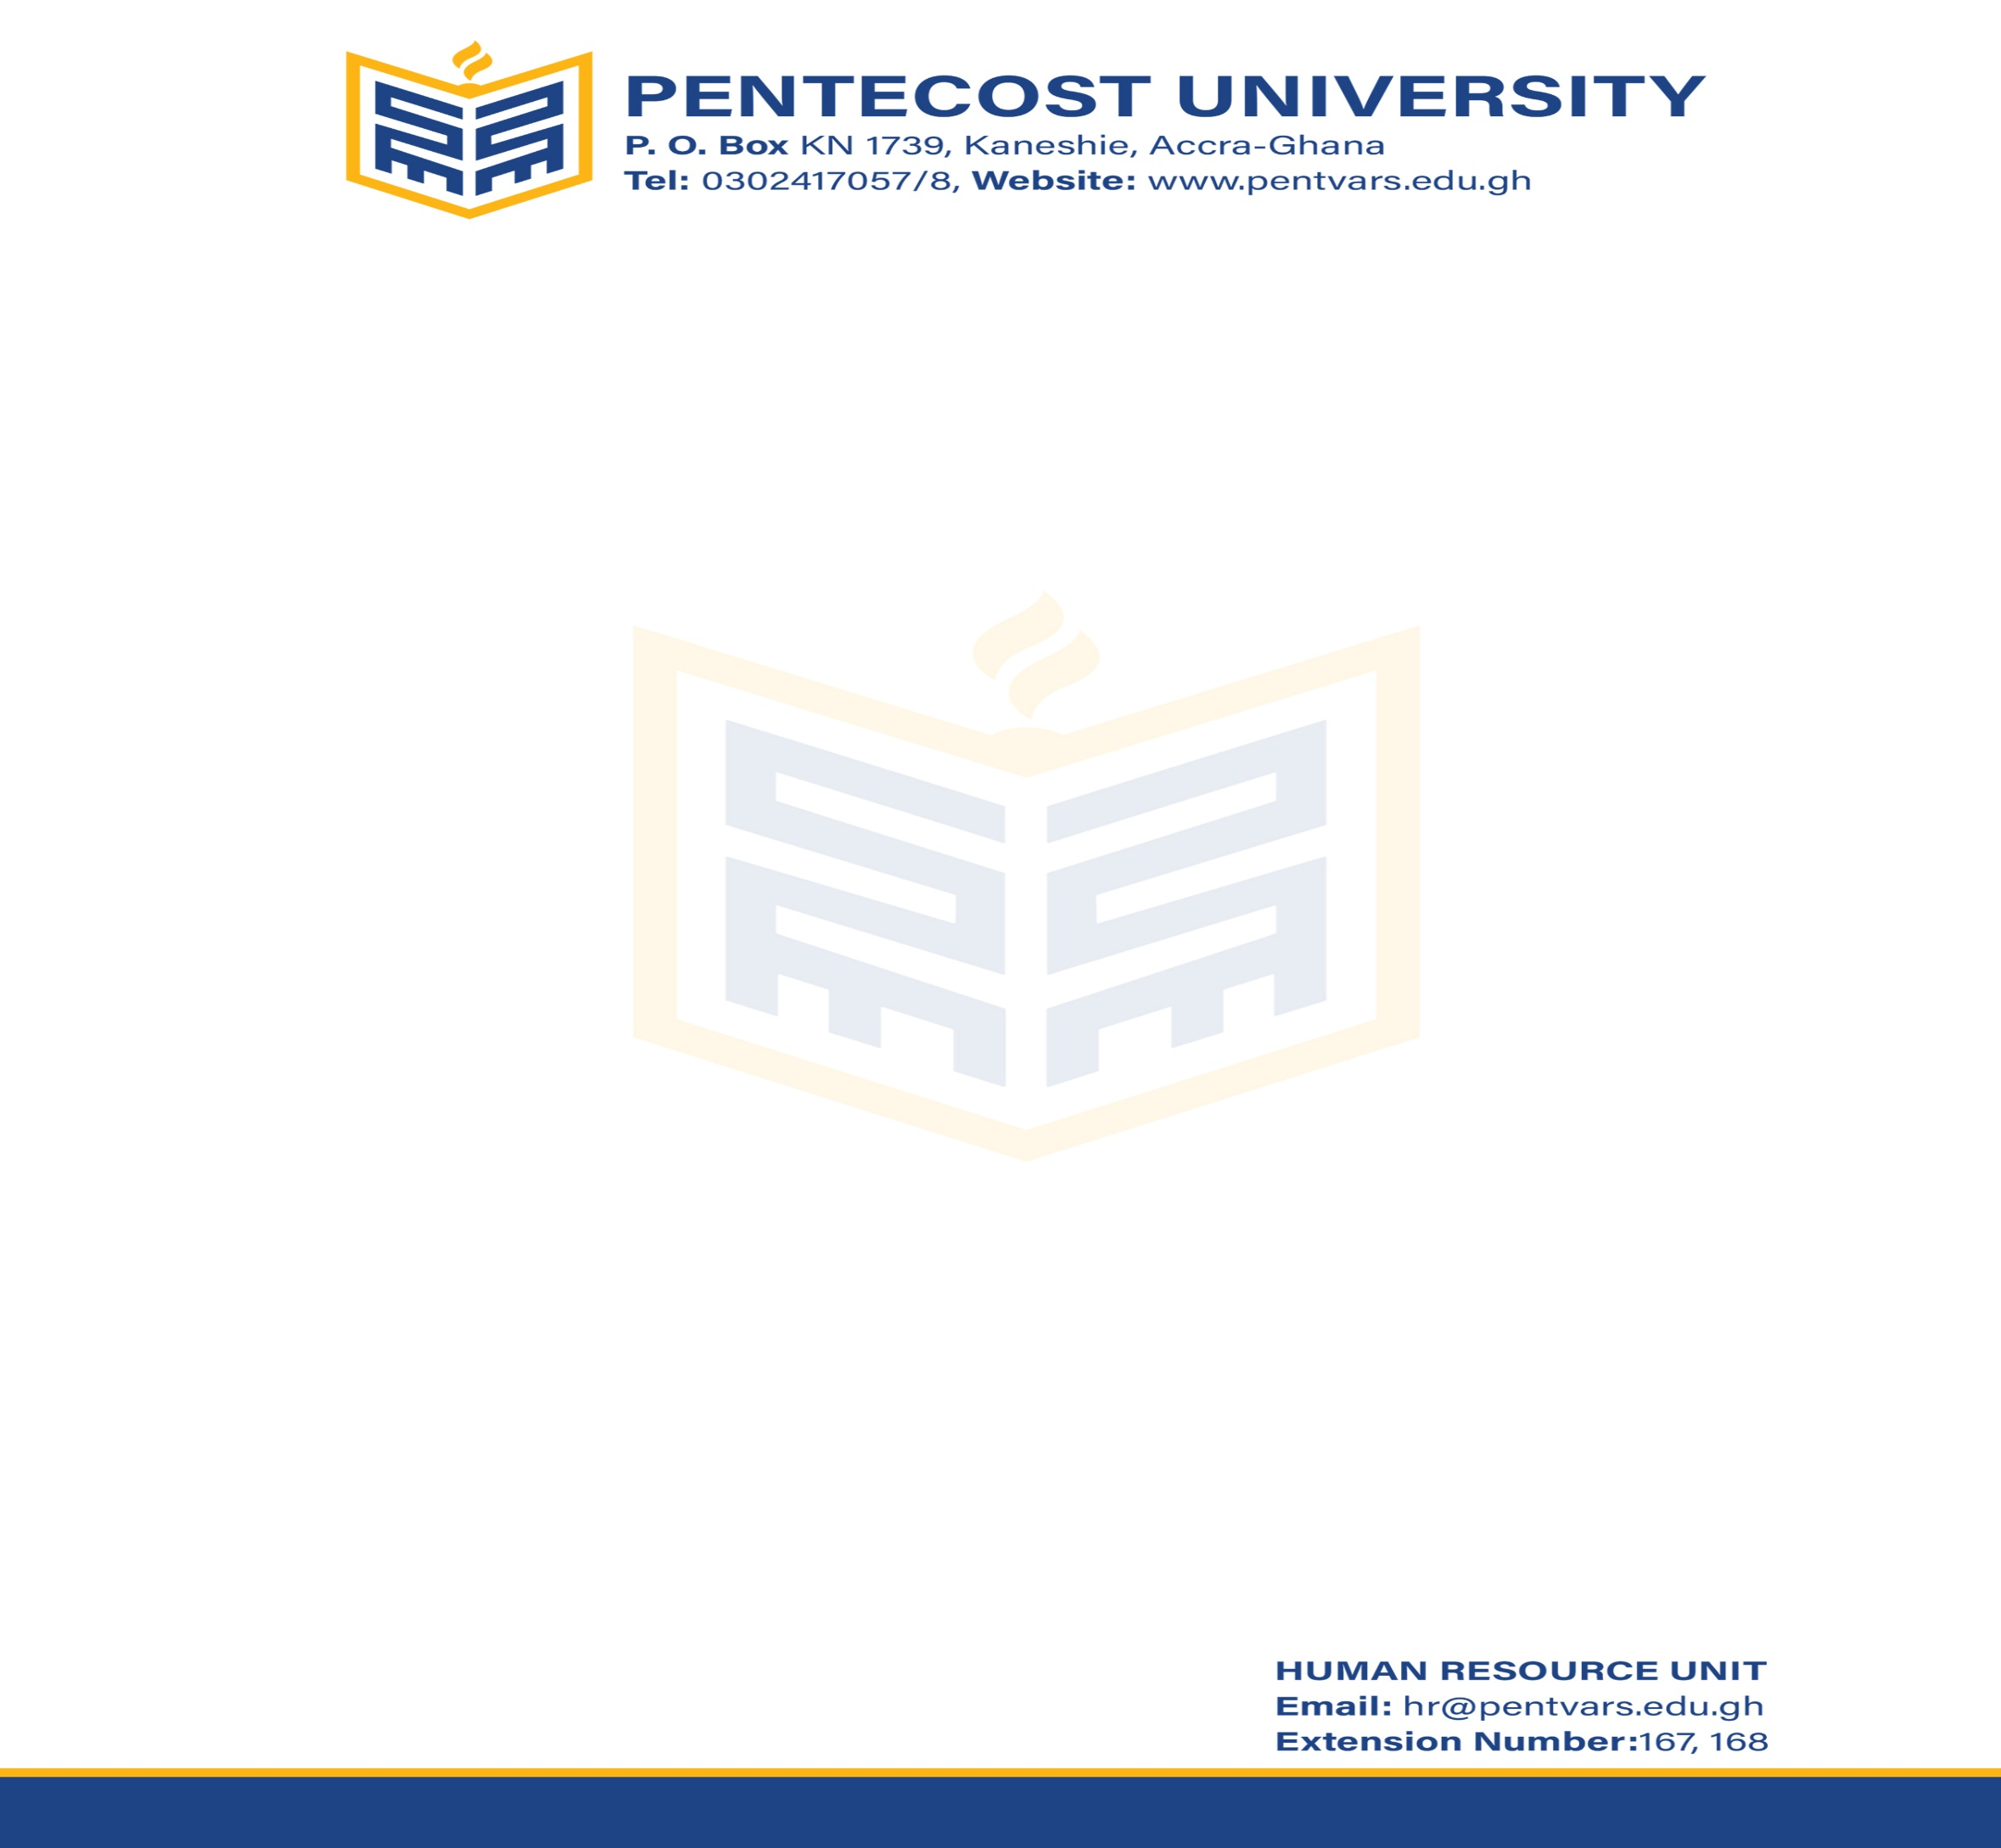 PENTECOST UNIVERSITY
P. O. Box KN 1739, Kaneshie, Accra-Ghana
Tel: 0302417057/8, Website: www.pentvars.edu.gh
HUMAN RESOURCE UNIT
Email: hr@pentvars.edu.gh
Extension Number:167, 168